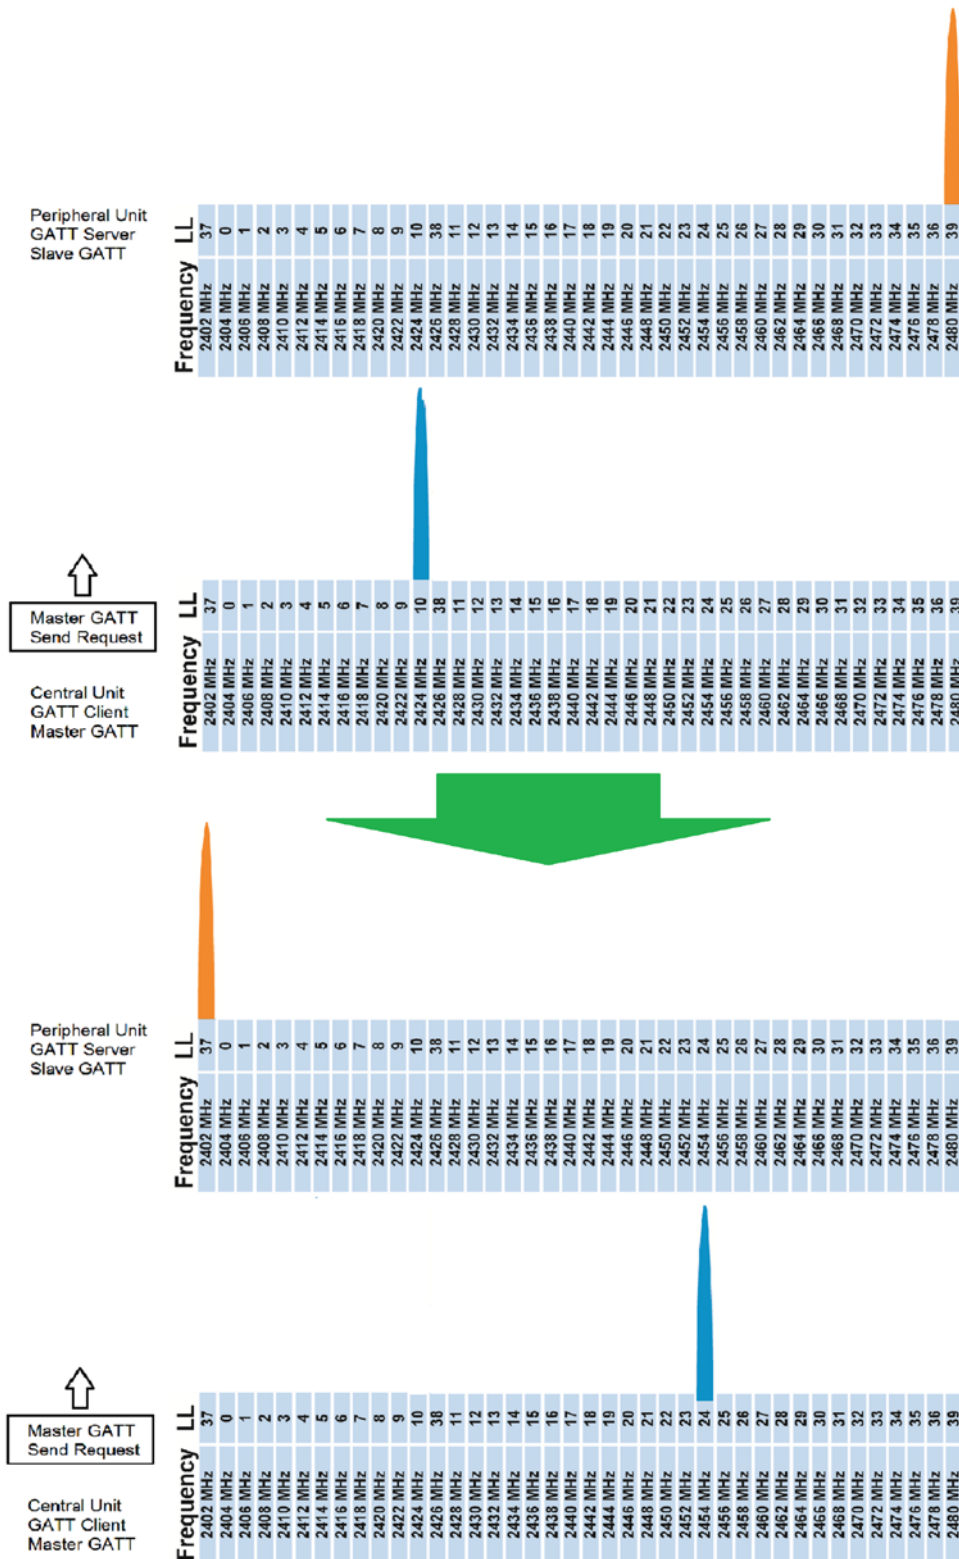 Peripheral Unit
GATT Server
Slave GATT
Frequency LL
2402 MHz 37
2404 MHz 0
2406 MHz 1
2408 MHz 2
2410 MHz 3
2412 MHz 4
2414 MHz 5
2416 MHz 6
2418 MHz 7
2420 MHz 8
2422 MHz 9
2424 MHz 10
2426 MHz 38
2428 MHz 11
2430 MHz 12
2432 MHz 13
2434 MHz 14
2436 MHz 15
2438 MHz 16
2440 MHz 17
2442 MHz 18
2444 MHz 19
2446 MHz 20
2448 MHz 21
2450 MHz 22
2452 MHz 23
2454 MHz 24
2456 MHz 25
2458 MHz 26
2460 MHz 27
2462 MHz 28
2464 MHz 29
2466 MHz 30
2468 MHz 31
2470 MHz 32
2472 MHz 33
2474 MHz 34
2476 MHz 35
2478 MHz 36
2480 MHz 39
Master GATT
Send Request
Central Unit
GATT Client
Master GATT
Frequency LL
2402 MHz 37
2404 MHz 0
2406 MHz 1
2408 MHz 2
2410 MHz 3
2412 MHz 4
2414 MHz 5
2416 MHz 6
2418 MHz 7
2420 MHz 8
2422 MHz 9
2424 MHz 10
2426 MHz 38
2428 MHz 11
2430 MHz 12
2432 MHz 13
2434 MHz 14
2436 MHz 15
2438 MHz 16
2440 MHz 17
2442 MHz 18
2444 MHz 19
2446 MHz 20
2448 MHz 21
2450 MHz 22
2452 MHz 23
2454 MHz 24
2456 MHz 25
2458 MHz 26
2460 MHz 27
2462 MHz 28
2464 MHz 29
2466 MHz 30
2468 MHz 31
2470 MHz 32
2472 MHz 33
2474 MHz 34
2476 MHz 35
2478 MHz 36
2480 MHz 39
Peripheral Unit
GATT Server
Slave GATT
Frequency LL
2402 MHz 37
2404 MHz 0
2406 MHz 1
2408 MHz 2
2410 MHz 3
2412 MHz 4
2414 MHz 5
2416 MHz 6
2418 MHz 7
2420 MHz 8
2422 MHz 9
2424 MHz 10
2426 MHz 38
2428 MHz 11
2430 MHz 12
2432 MHz 13
2434 MHz 14
2436 MHz 15
2438 MHz 16
2440 MHz 17
2442 MHz 18
2444 MHz 19
2446 MHz 20
2448 MHz 21
2450 MHz 22
2452 MHz 23
2454 MHz 24
2456 MHz 25
2458 MHz 26
2460 MHz 27
2462 MHz 28
2464 MHz 29
2466 MHz 30
2468 MHz 31
2470 MHz 32
2472 MHz 33
2474 MHz 34
2476 MHz 35
2478 MHz 36
2480 MHz 39
Master GATT
Send Request
Central Unit
GATT Client
Master GATT
Frequency LL
2402 MHz 37
2404 MHz 0
2406 MHz 1
2408 MHz 2
2410 MHz 3
2412 MHz 4
2414 MHz 5
2416 MHz 6
2418 MHz 7
2420 MHz 8
2422 MHz 9
2424 MHz 10
2426 MHz 38
2428 MHz 11
2430 MHz 12
2432 MHz 13
2434 MHz 14
2436 MHz 15
2438 MHz 16
2440 MHz 17
2442 MHz 18
2444 MHz 19
2446 MHz 20
2448 MHz 21
2450 MHz 22
2452 MHz 23
2454 MHz 24
2456 MHz 25
2458 MHz 26
2460 MHz 27
2462 MHz 28
2464 MHz 29
2466 MHz 30
2468 MHz 31
2470 MHz 32
2472 MHz 33
2474 MHz 34
2476 MHz 35
2478 MHz 36
2480 MHz 39